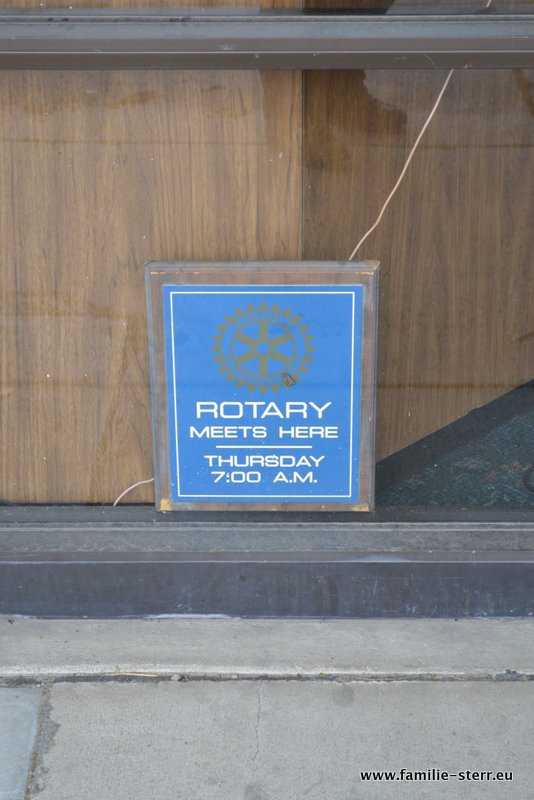 ROTARY
MEETS HERE
THURSDAY
7:00 A.M.
www.familie-sterr.eu